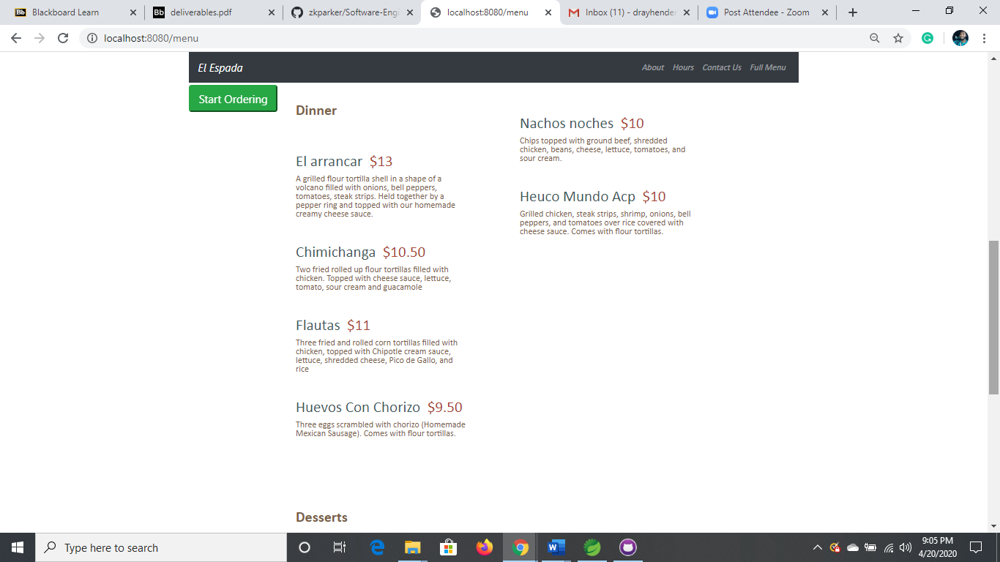 Blackboard Learn
deliverables.pdf
zkparker/Software-Engi
localhost:8080/menu
Inbox (11) - drayhender
Post Attendee - Zoom
localhost:8080/menu
El Espada
About Hours Contact Us Full Menu
Start Ordering
Dinner
El arrancar $13
A grilled flour tortilla shell in a shape of a
volcano filled with onions, bell peppers,
tomatoes, steak strips. Held together by a
pepper ring and topped with our homemade
creamy cheese sauce.
Chimichanga $10.50
Two fried rolled up flour tortillas filled with
chicken. Topped with cheese sauce, lettuce,
tomato, sour cream and guacamole
Flautas $11
Three fried and rolled corn tortillas filled with
chicken, topped with Chipotle cream sauce,
lettuce, shredded cheese, Pico de Gallo, and
rice
Huevos Con Chorizo $9.50
Three eggs scrambled with chorizo (Homemade
Mexican Sausage). Comes with flour tortillas.
Nachos noches $10
Chips topped with ground beef, shredded
chicken, beans, cheese, lettuce, tomatoes, and
sour cream.
Heuco Mundo Acp $10
Grilled chicken, steak strips, shrimp, onions, bell
peppers, and tomatoes over rice covered with
cheese sauce. Comes with flour tortillas.
Desserts
Type here to search
9:05 PM
4/20/2020